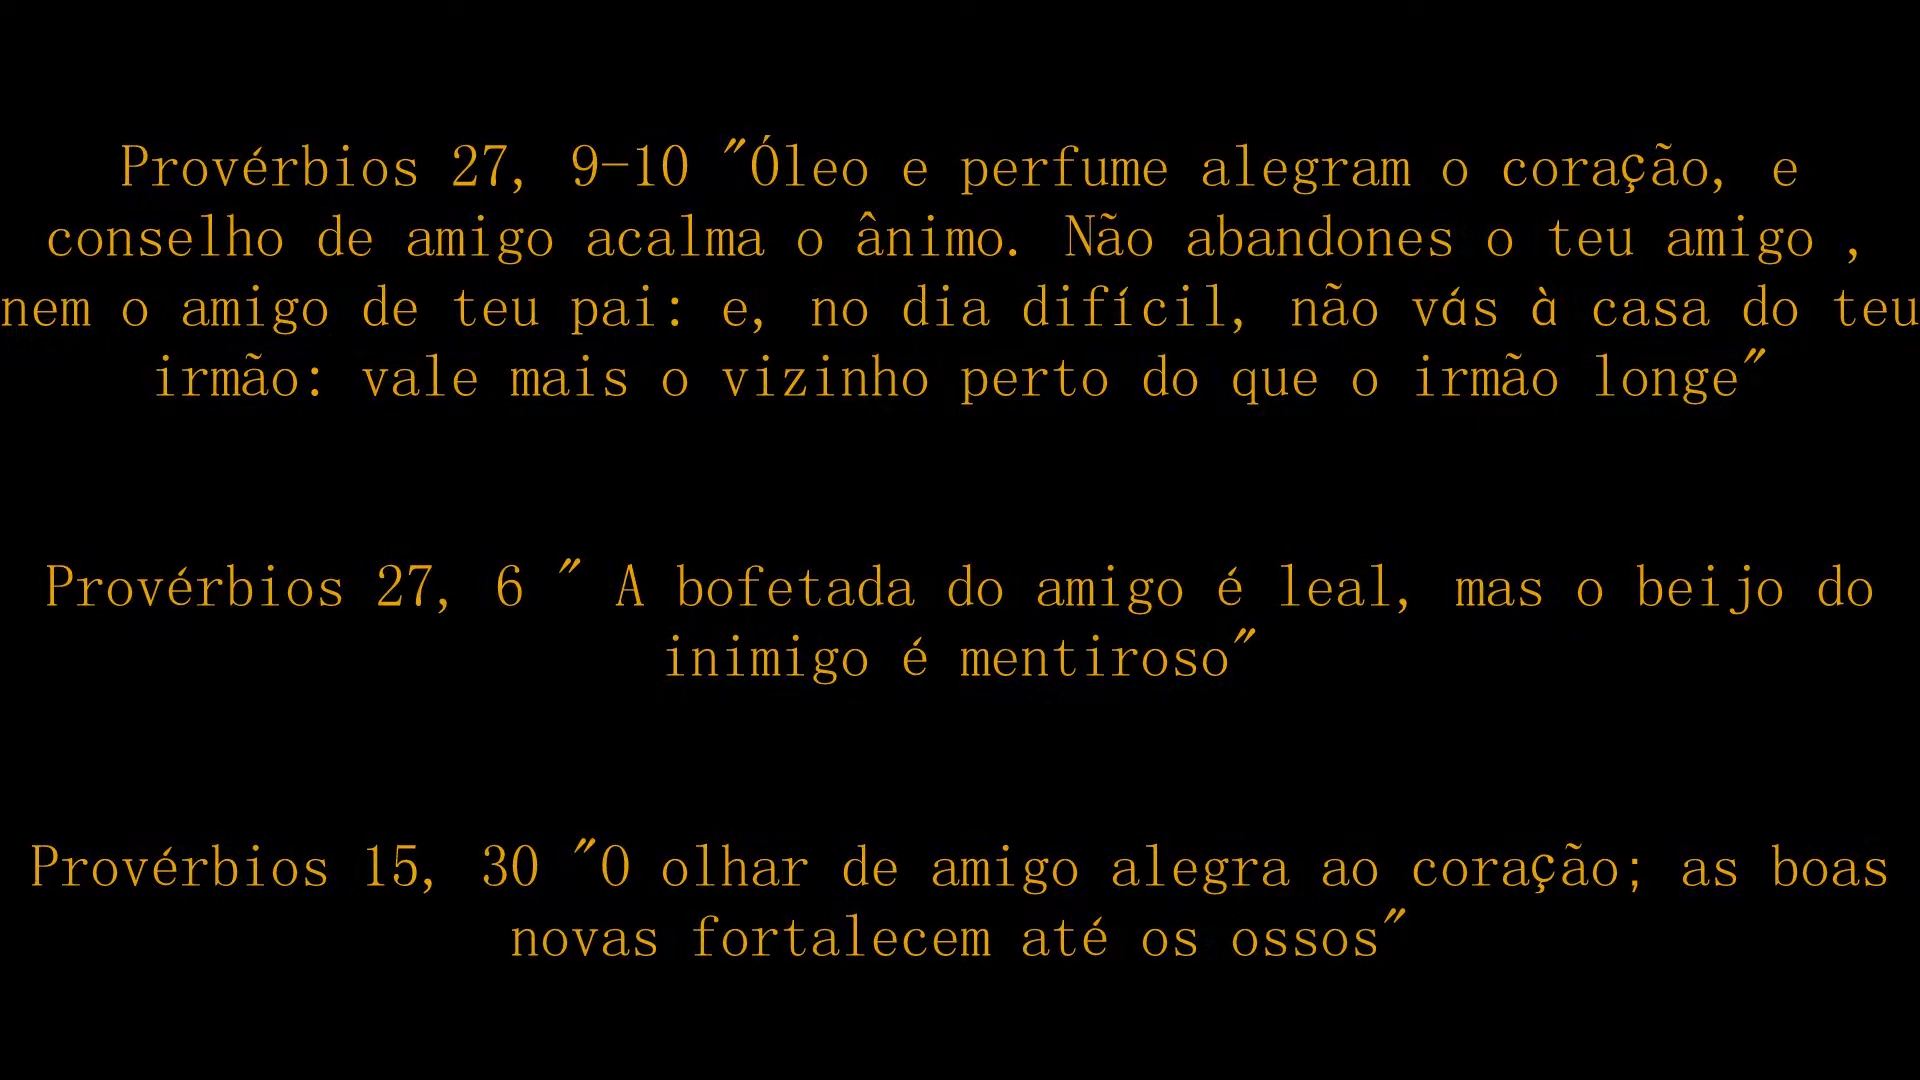 Provérbios 27, 9-10 "Óleo e perfume alegram o coração, e
conselho de amigo acalma o ânimo. Não abandones o teu amigo ,
nem o amigo de teu pai: e, no dia difícil, não vás à casa do teu
irmão: vale mais o vizinho perto do que o irmão longe"
Provérbios 27, 6 " A bofetada do amigo é leal, mas o beijo do
inimigo é mentiroso"
Provérbios 15, 30 "O olhar de amigo alegra ao coração; as boas
novas fortalecem até os ossos"